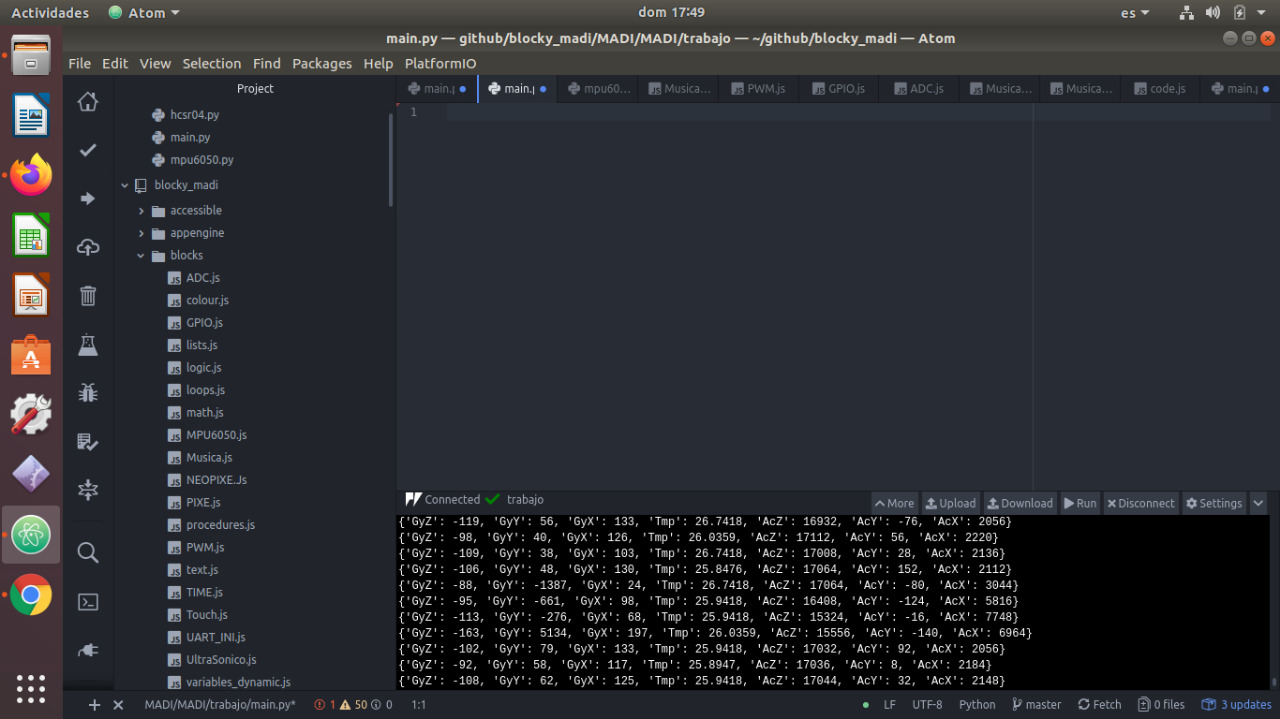 Actividades Atom dom 17:49 es
main.py — github/blocky_madi/MADI/MADI/trabajo — ~/github/blocky_madi — Atom
File Edit View Selection Find Packages Help PlatformIO
Project
hcsr04.py
main.py
mpu6050.py
blocky_madi
accessible
appengine
blocks
ADC.js
colour.js
GPIO.js
lists.js
logic.js
loops.js
math.js
MPU6050.js
Musica.js
NEOPIXE.Js
PIXE.js
procedures.js
PWM.js
text.js
TIME.js
Touch.js
UART_INI.js
UltraSonico.js
variables_dynamic.js
main.p main.p mpu60... Musica... PWM.js GPIO.js ADC.js Musica... Musica... code.js main.p
1
Connected trabajo More Upload Download Run Disconnect Settings
{'GyZ': -119, 'GyY': 56, 'GyX': 133, 'Tmp': 26.7418, 'AcZ': 16932, 'AcY': -76, 'AcX': 2056}
{'GyZ': -98, 'GyY': 40, 'GyX': 126, 'Tmp': 26.0359, 'AcZ': 17112, 'AcY': 56, 'AcX': 2220}
{'GyZ': -109, 'GyY': 38, 'GyX': 103, 'Tmp': 26.7418, 'AcZ': 17008, 'AcY': 28, 'AcX': 2136}
{'GyZ': -106, 'GyY': 48, 'GyX': 130, 'Tmp': 25.8476, 'AcZ': 17064, 'AcY': 152, 'AcX': 2112}
{'GyZ': -88, 'GyY': -1387, 'GyX': 24, 'Tmp': 26.7418, 'AcZ': 17064, 'AcY': -80, 'AcX': 3044}
{'GyZ': -95, 'GyY': -661, 'GyX': 98, 'Tmp': 25.9418, 'AcZ': 16408, 'AcY': -124, 'AcX': 5816}
{'GyZ': -113, 'GyY': -276, 'GyX': 68, 'Tmp': 25.9418, 'AcZ': 15324, 'AcY': -16, 'AcX': 7748}
{'GyZ': -163, 'GyY': 5134, 'GyX': 197, 'Tmp': 26.0359, 'AcZ': 15556, 'AcY': -140, 'AcX': 6964}
{'GyZ': -102, 'GyY': 79, 'GyX': 133, 'Tmp': 25.9418, 'AcZ': 17032, 'AcY': 92, 'AcX': 2056}
{'GyZ': -92, 'GyY': 58, 'GyX': 117, 'Tmp': 25.8947, 'AcZ': 17036, 'AcY': 8, 'AcX': 2184}
{'GyZ': -108, 'GyY': 62, 'GyX': 125, 'Tmp': 25.9418, 'AcZ': 17044, 'AcY': 32, 'AcX': 2148}
MADI/MADI/trabajo/main.py* 1 50 0 1:1 LF UTF-8 Python master Fetch 0 files 3 updates